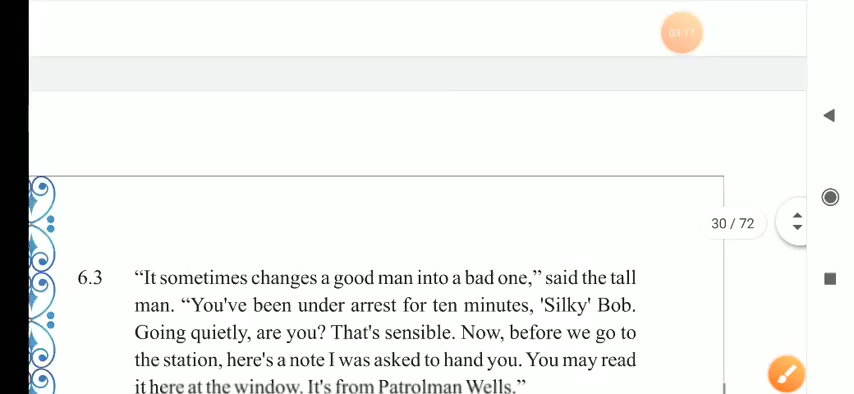 03:17
30 / 72
6.3 “It sometimes changes a good man into a bad one,” said the tall
man. “You've been under arrest for ten minutes, 'Silky' Bob.
Going quietly, are you? That's sensible. Now, before we go to
the station, here's a note I was asked to hand you. You may read
it here at the window. It's from Patrolman Wells.”